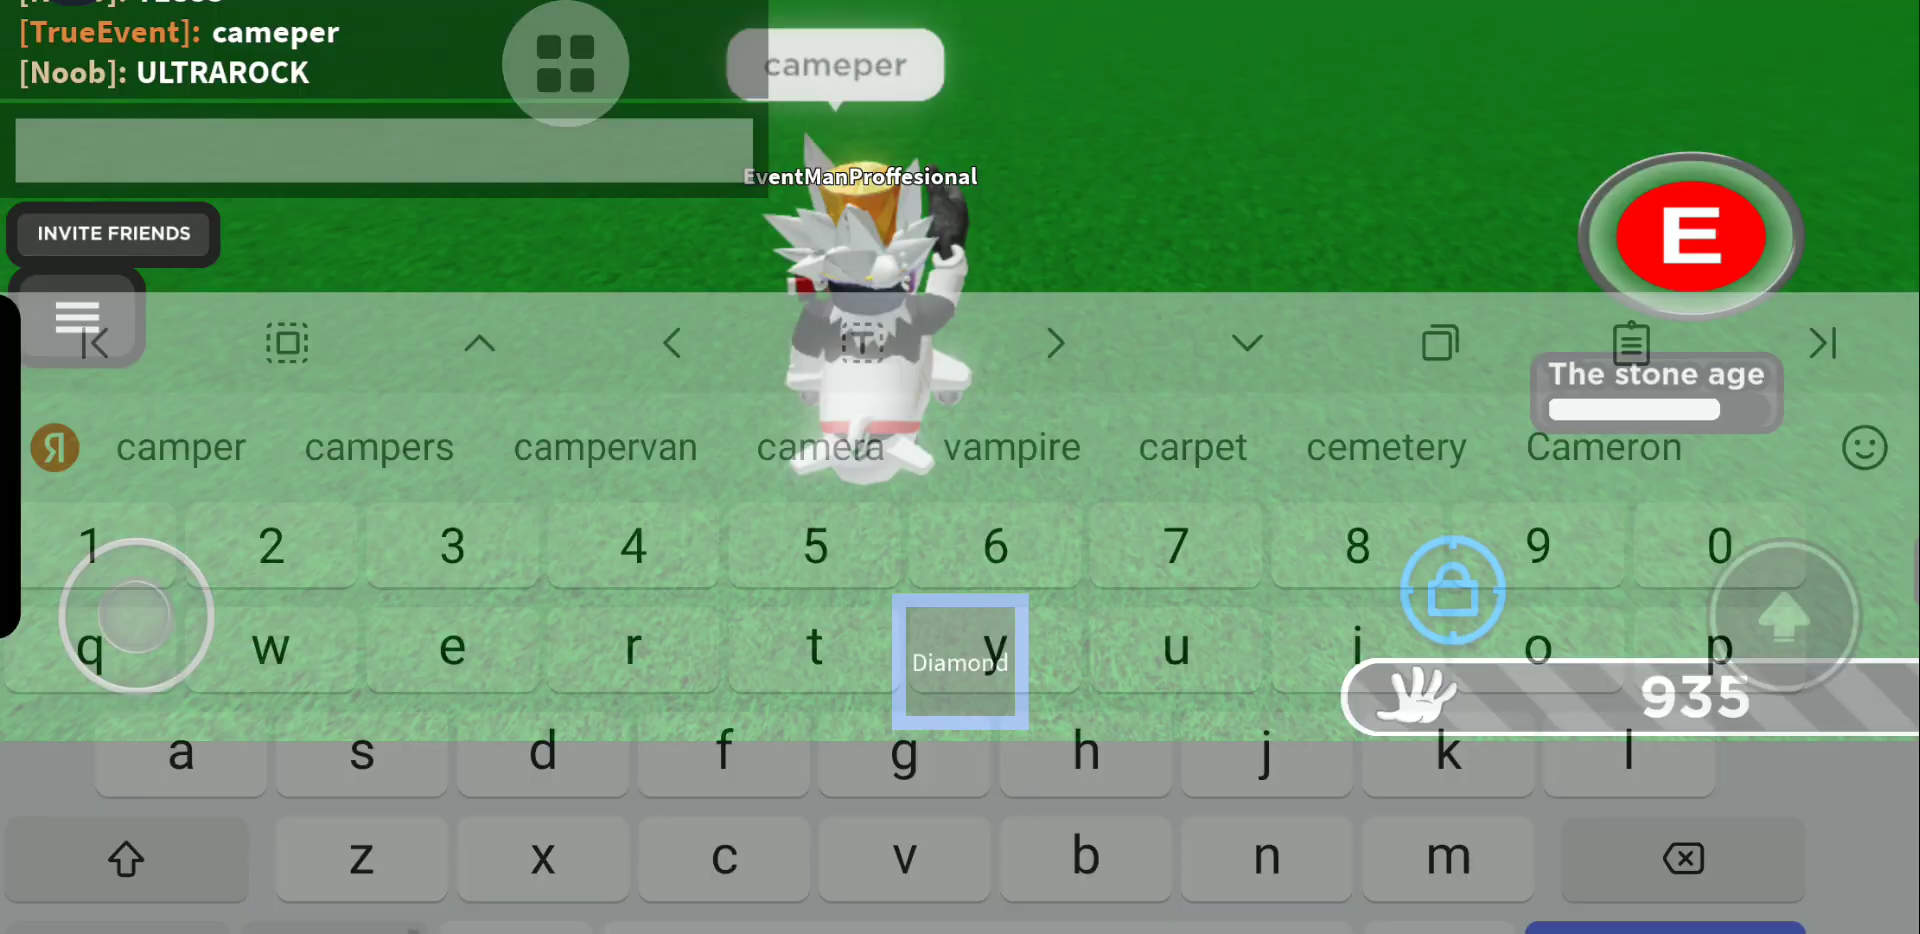 [TrueEvent]: cameper
[Noob]: ULTRAROCK
cameper
EventManProffesional
INVITE FRIENDS
E
The stone age
Я camper campers campervan camera vampire carpet cemetery Cameron
1 2 3 4 5 6 7 8 9 0
q w e r t y u i o p
Diamond
935
a s d f g h j k l
z x c v b n m